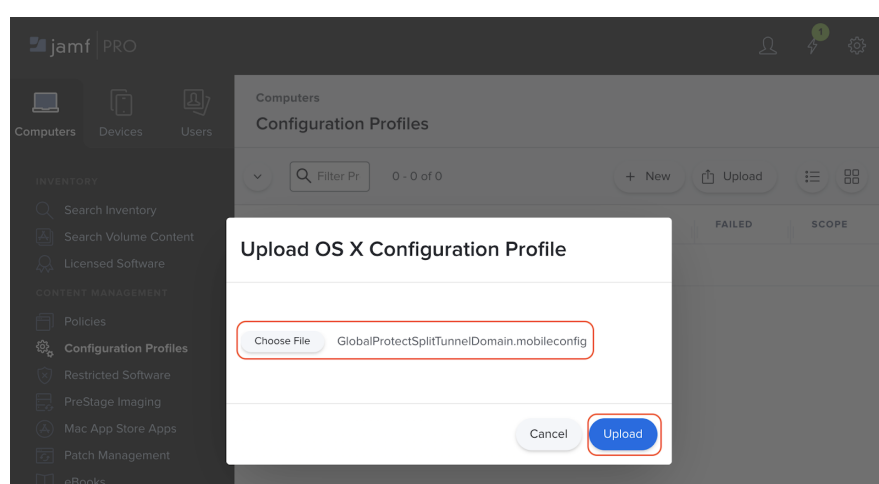 jamf PRO
1
Computers
Devices
Users
Computers
Configuration Profiles
INVENTORY
Search Inventory
Search Volume Content
Licensed Software
CONTENT MANAGEMENT
Policies
Configuration Profiles
Restricted Software
PreStage Imaging
Mac App Store Apps
Patch Management
eBooks
Filter Pr
0 - 0 of 0
+ New
Upload
FAILED
SCOPE
Upload OS X Configuration Profile
Choose File
GlobalProtectSplitTunnelDomain.mobileconfig
Cancel
Upload